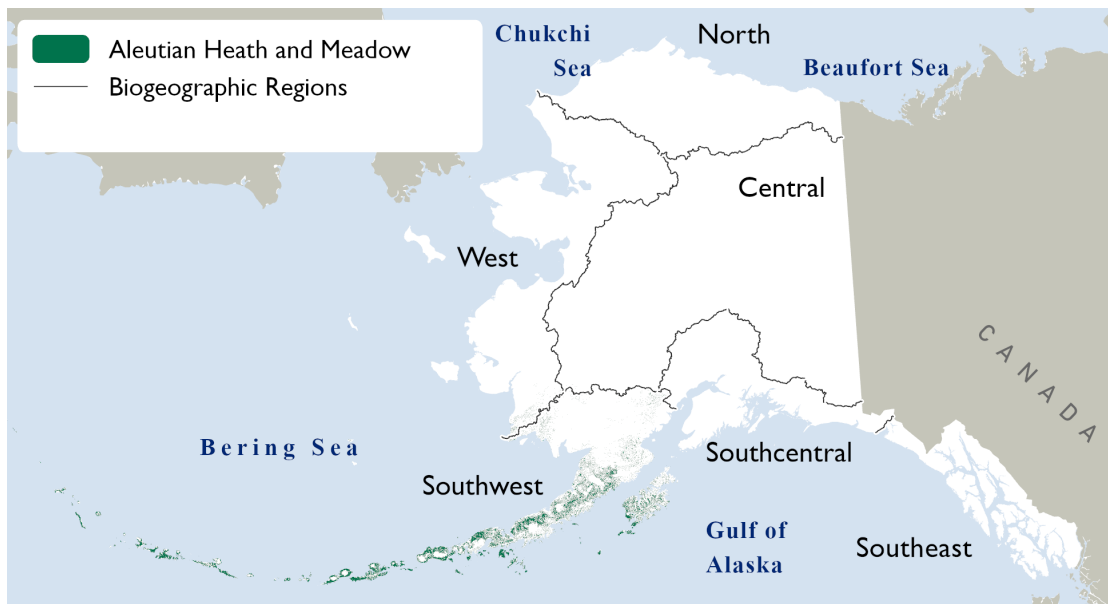 Aleutian Heath and Meadow
Biogeographic Regions
Chukchi
Sea
North
Beaufort Sea
Central
West
CANADA
Bering Sea
Southwest
Southcentral
Gulf of
Alaska
Southeast